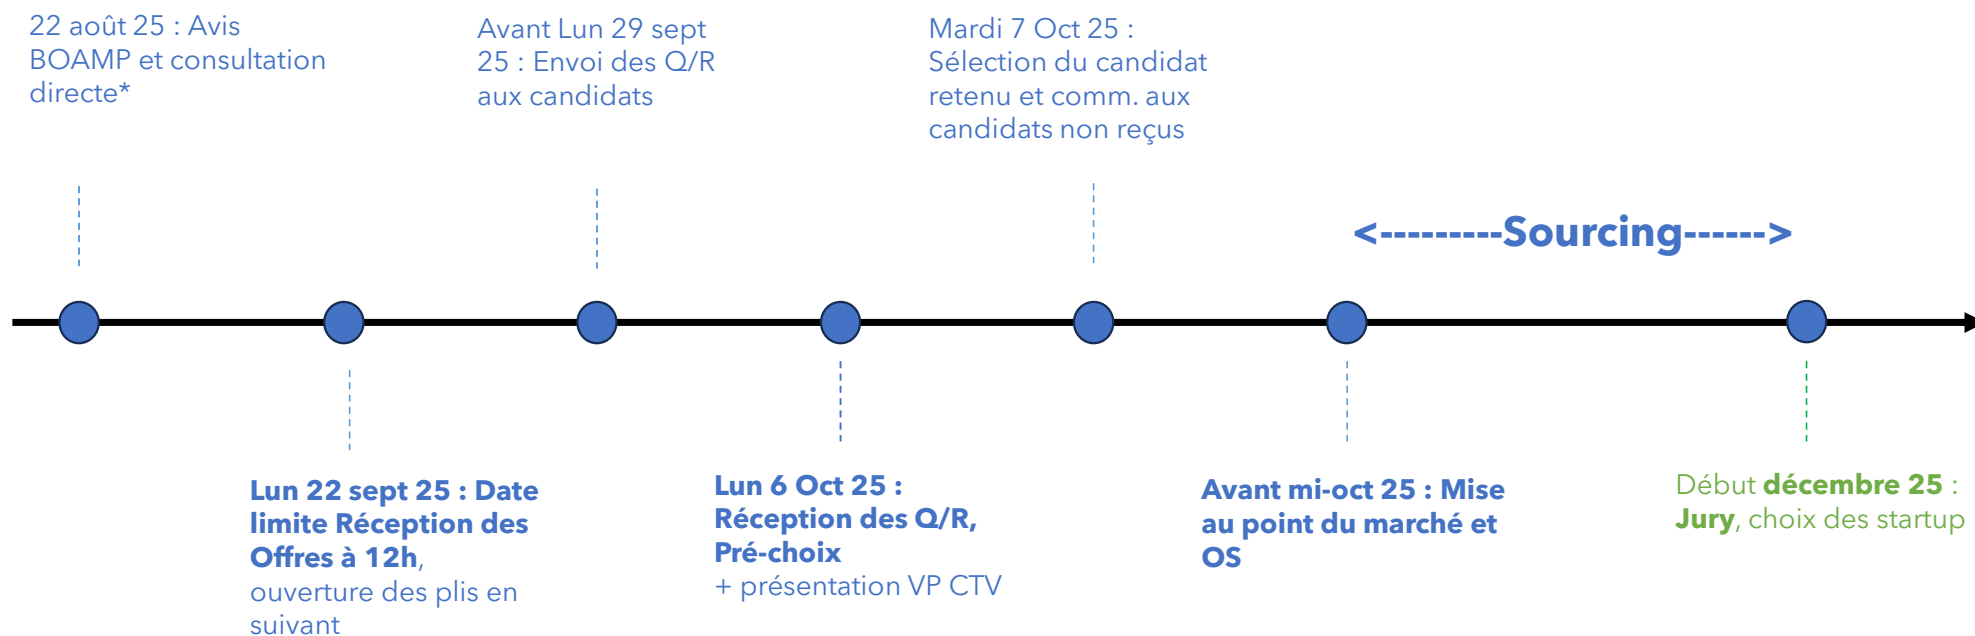 22 août 25 : Avis
BOAMP et consultation
directe*
Avant Lun 29 sept
25 : Envoi des Q/R
aux candidats
Mardi 7 Oct 25 :
Sélection du candidat
retenu et comm. aux
candidats non reçus
<---------Sourcing------>
Lun 22 sept 25 : Date
limite Réception des
Offres à 12h,
ouverture des plis en
suivant
Lun 6 Oct 25 :
Réception des Q/R,
Pré-choix
+ présentation VP CTV
Avant mi-oct 25 : Mise
au point du marché et
OS
Début décembre 25 :
Jury, choix des startup